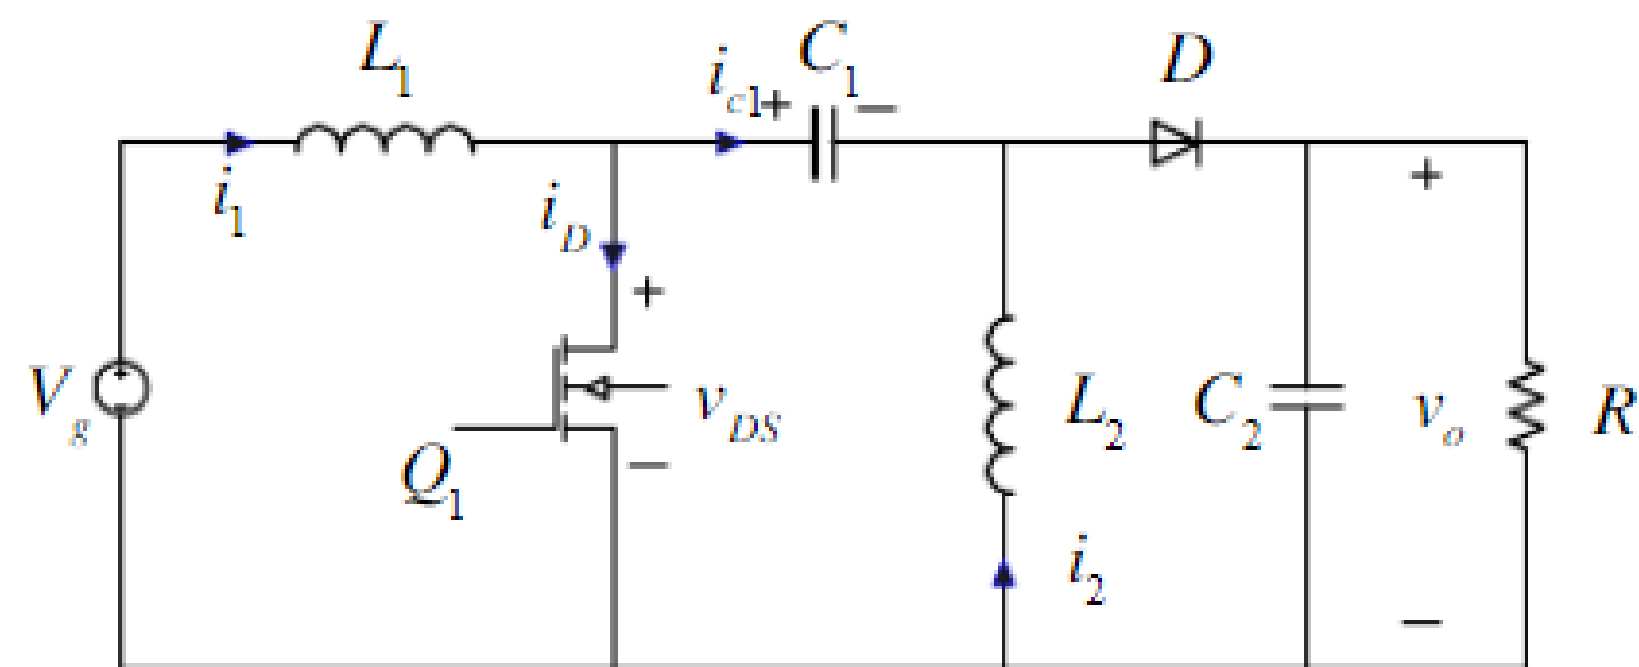 L₁
i_c1
+
C₁
−
D
i₁
i_D
+
+
V_g
v_DS
L₂
C₂
v_o
R
Q₁
−
i₂
−